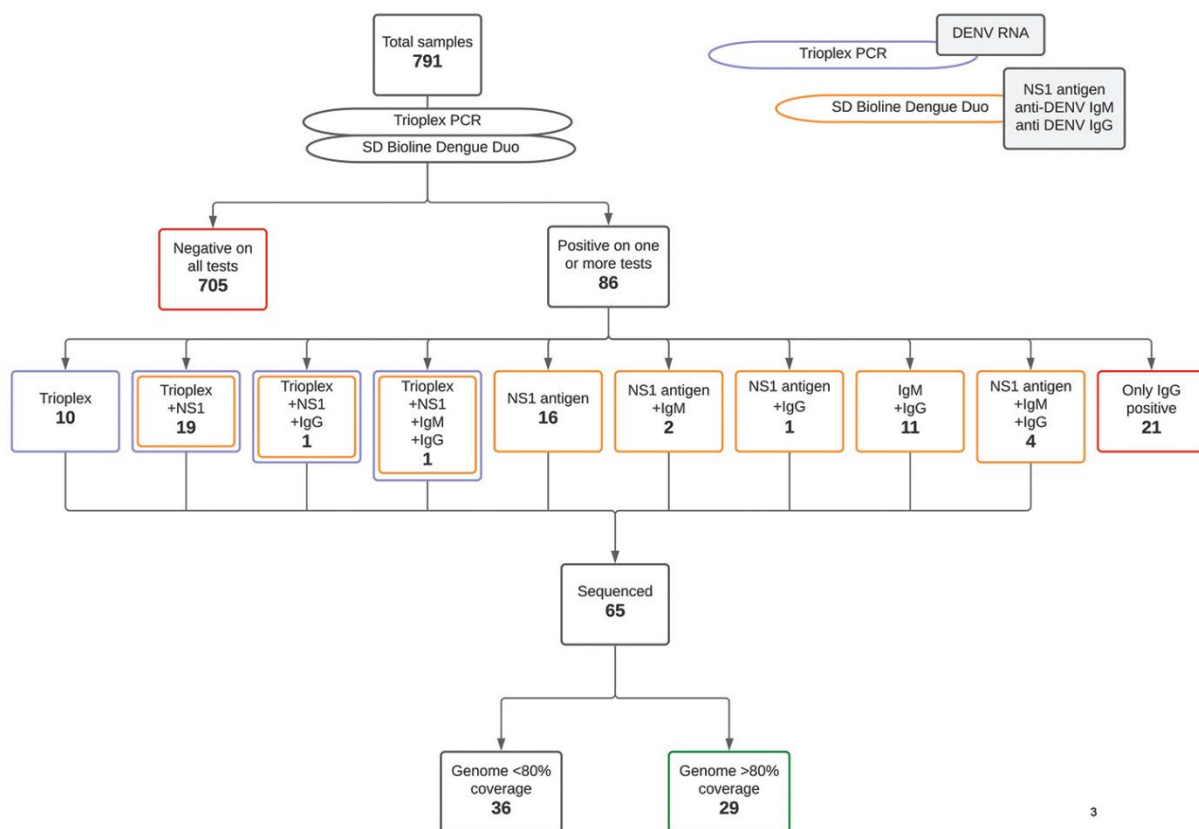 Total samples
791
Trioplex PCR
SD Bioline Dengue Duo
Trioplex PCR
DENV RNA
SD Bioline Dengue Duo
NS1 antigen
anti-DENV IgM
anti DENV IgG
Negative on
all tests
705
Positive on one
or more tests
86
Trioplex
10
Trioplex
+NS1
19
Trioplex
+NS1
+IgG
1
Trioplex
+NS1
+IgM
+IgG
1
NS1 antigen
16
NS1 antigen
+IgM
2
NS1 antigen
+IgG
1
IgM
+IgG
11
NS1 antigen
+IgM
+IgG
4
Only IgG
positive
21
Sequenced
65
Genome <80%
coverage
36
Genome >80%
coverage
29
3